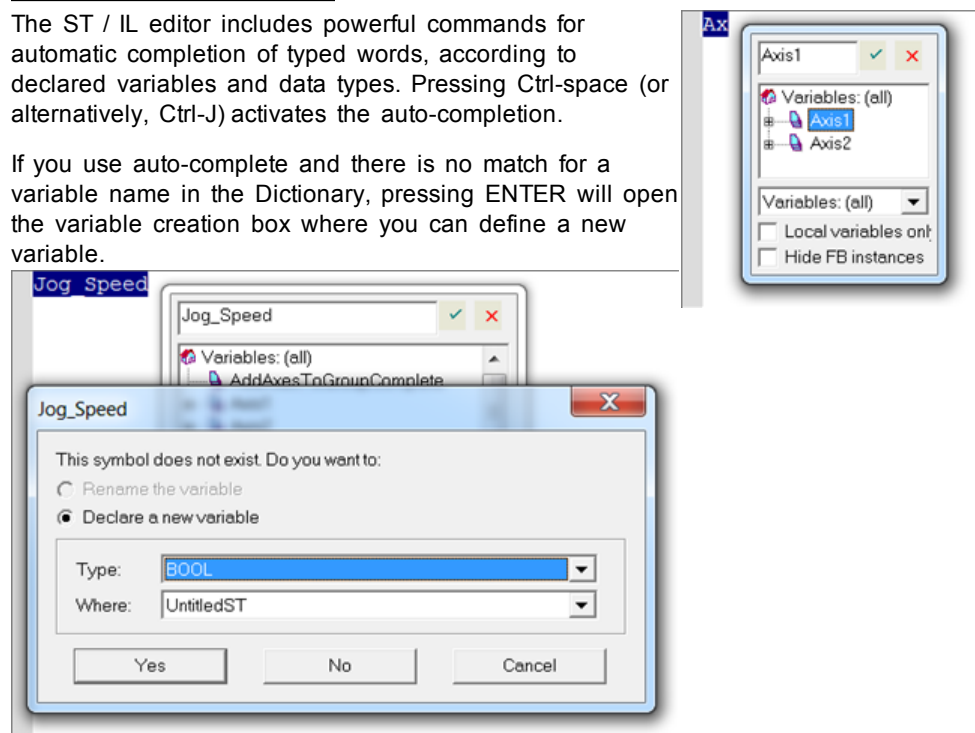 The ST / IL editor includes powerful commands for
automatic completion of typed words, according to
declared variables and data types. Pressing Ctrl-space (or
alternatively, Ctrl-J) activates the auto-completion.
If you use auto-complete and there is no match for a
variable name in the Dictionary, pressing ENTER will open
the variable creation box where you can define a new
variable.
Ax
Axis1
Variables: (all)
Axis1
Axis2
Variables: (all)
Local variables onl
Hide FB instances
Jog_Speed
Jog_Speed
Variables: (all)
AddAxesToGroupComplete
Jog_Speed
This symbol does not exist. Do you want to:
Rename the variable
Declare a new variable
Type: BOOL
Where: UntitledST
Yes No Cancel